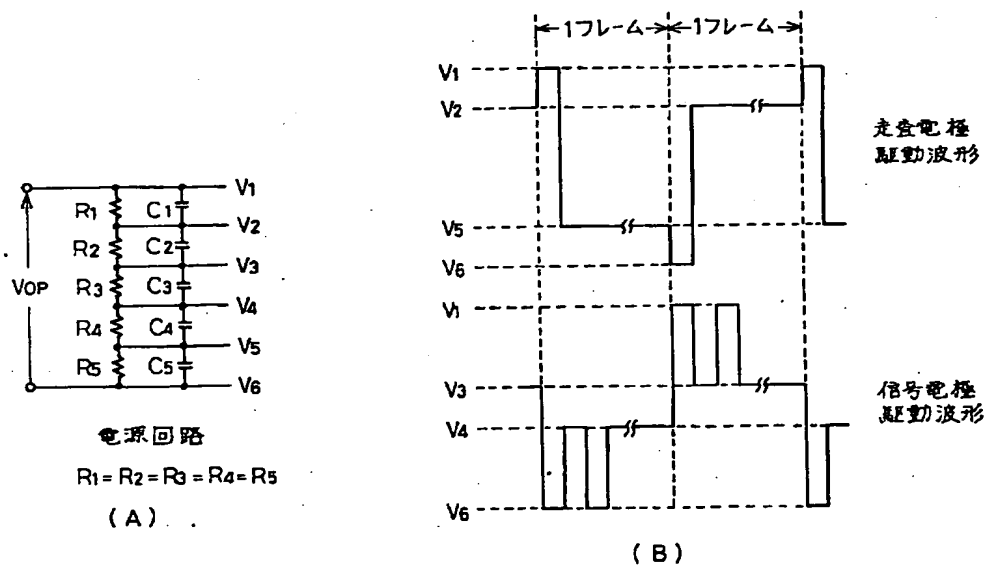 V1
R1
C1
V2
R2
C2
V3
VOP
R3
C3
V4
R4
C4
V5
R5
C5
V6
電源回路
R1=R2=R3=R4=R5
(A)
1フレーム
1フレーム
V1
V2
V5
V6
走査電極
駆動波形
V1
V3
V4
V6
信号電極
駆動波形
(B)